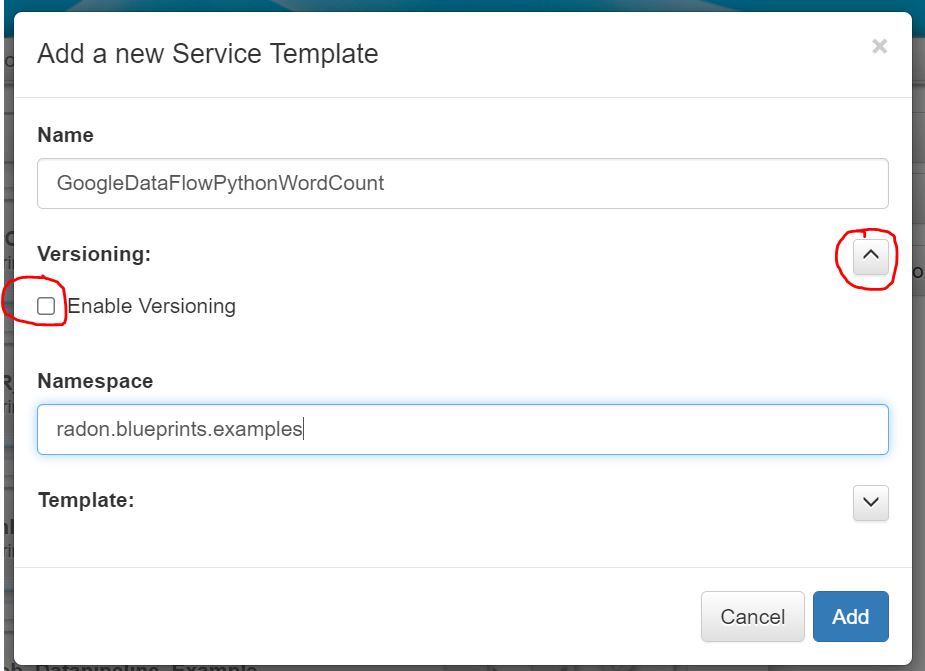 Add a new Service Template
×
Name
GoogleDataFlowPythonWordCount
Versioning:
Enable Versioning
Namespace
radon.blueprints.examples
Template:
Cancel
Add